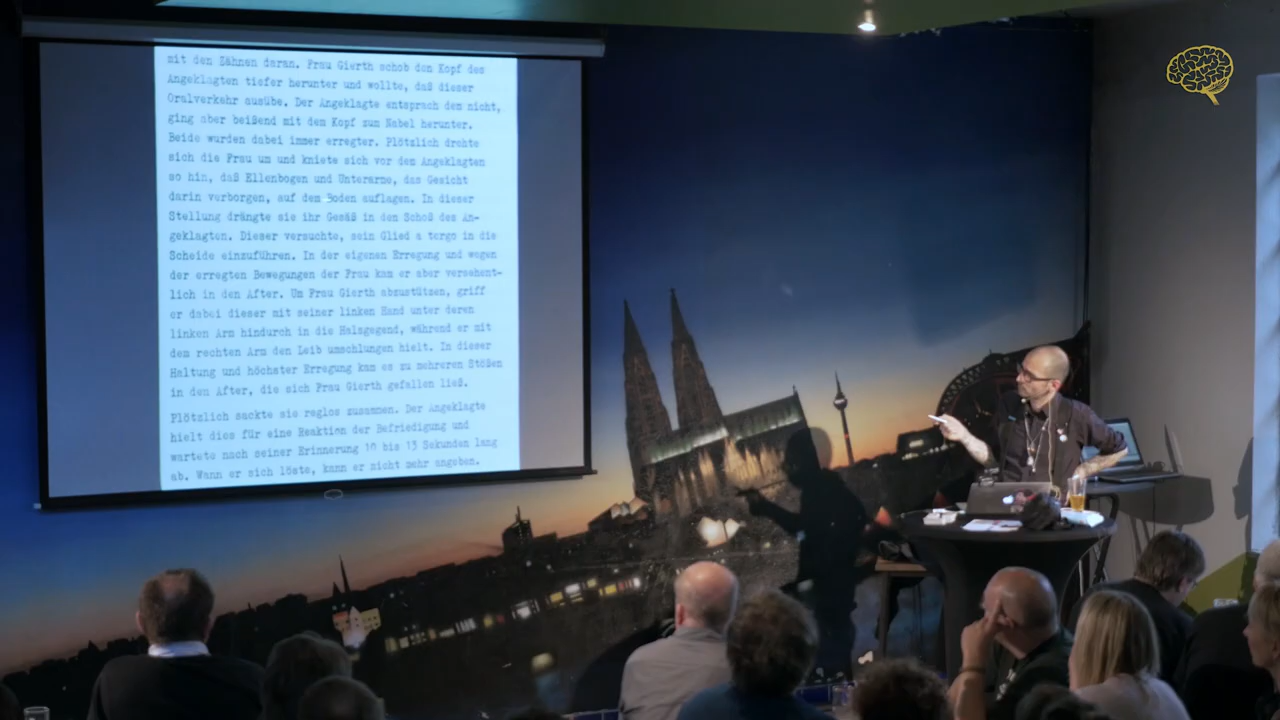 mit den Zähnen daran. Frau Gierth schob den Kopf des
Angeklagten tiefer herunter und wollte, daß dieser
Oralverkehr ausübe. Der Angeklagte entsprach dem nicht,
ging aber beißend mit dem Kopf zum Nabel herunter.
Beide wurden dabei immer erregter. Plötzlich drehte
sich die Frau um und kniete sich vor den Angeklagten
so hin, daß Ellenbogen und Unterarme, das Gesicht
darin verborgen, auf dem Boden auflagen. In dieser
Stellung drängte sie ihr Gesäß in den Schoß des An-
geklagten. Dieser versuchte, sein Glied a tergo in die
Scheide einzuführen. In der eigenen Erregung und wegen
der erregten Bewegungen der Frau kam er aber versehent-
lich in den After. Um Frau Gierth abzustützen, griff
er dabei dieser mit seiner linken Hand unter deren
linken Arm hindurch in die Halsgegend, während er mit
dem rechten Arm den Leib umschlungen hielt. In dieser
Haltung und höchster Erregung kam es zu mehreren Stößen
in den After, die sich Frau Gierth gefallen ließ.
Plötzlich sackte sie reglos zusammen. Der Angeklagte
hielt dies für eine Reaktion der Befriedigung und
wartete nach seiner Erinnerung 10 bis 13 Sekunden lang
ab. Wann er sich löste, kann er nicht mehr angeben.